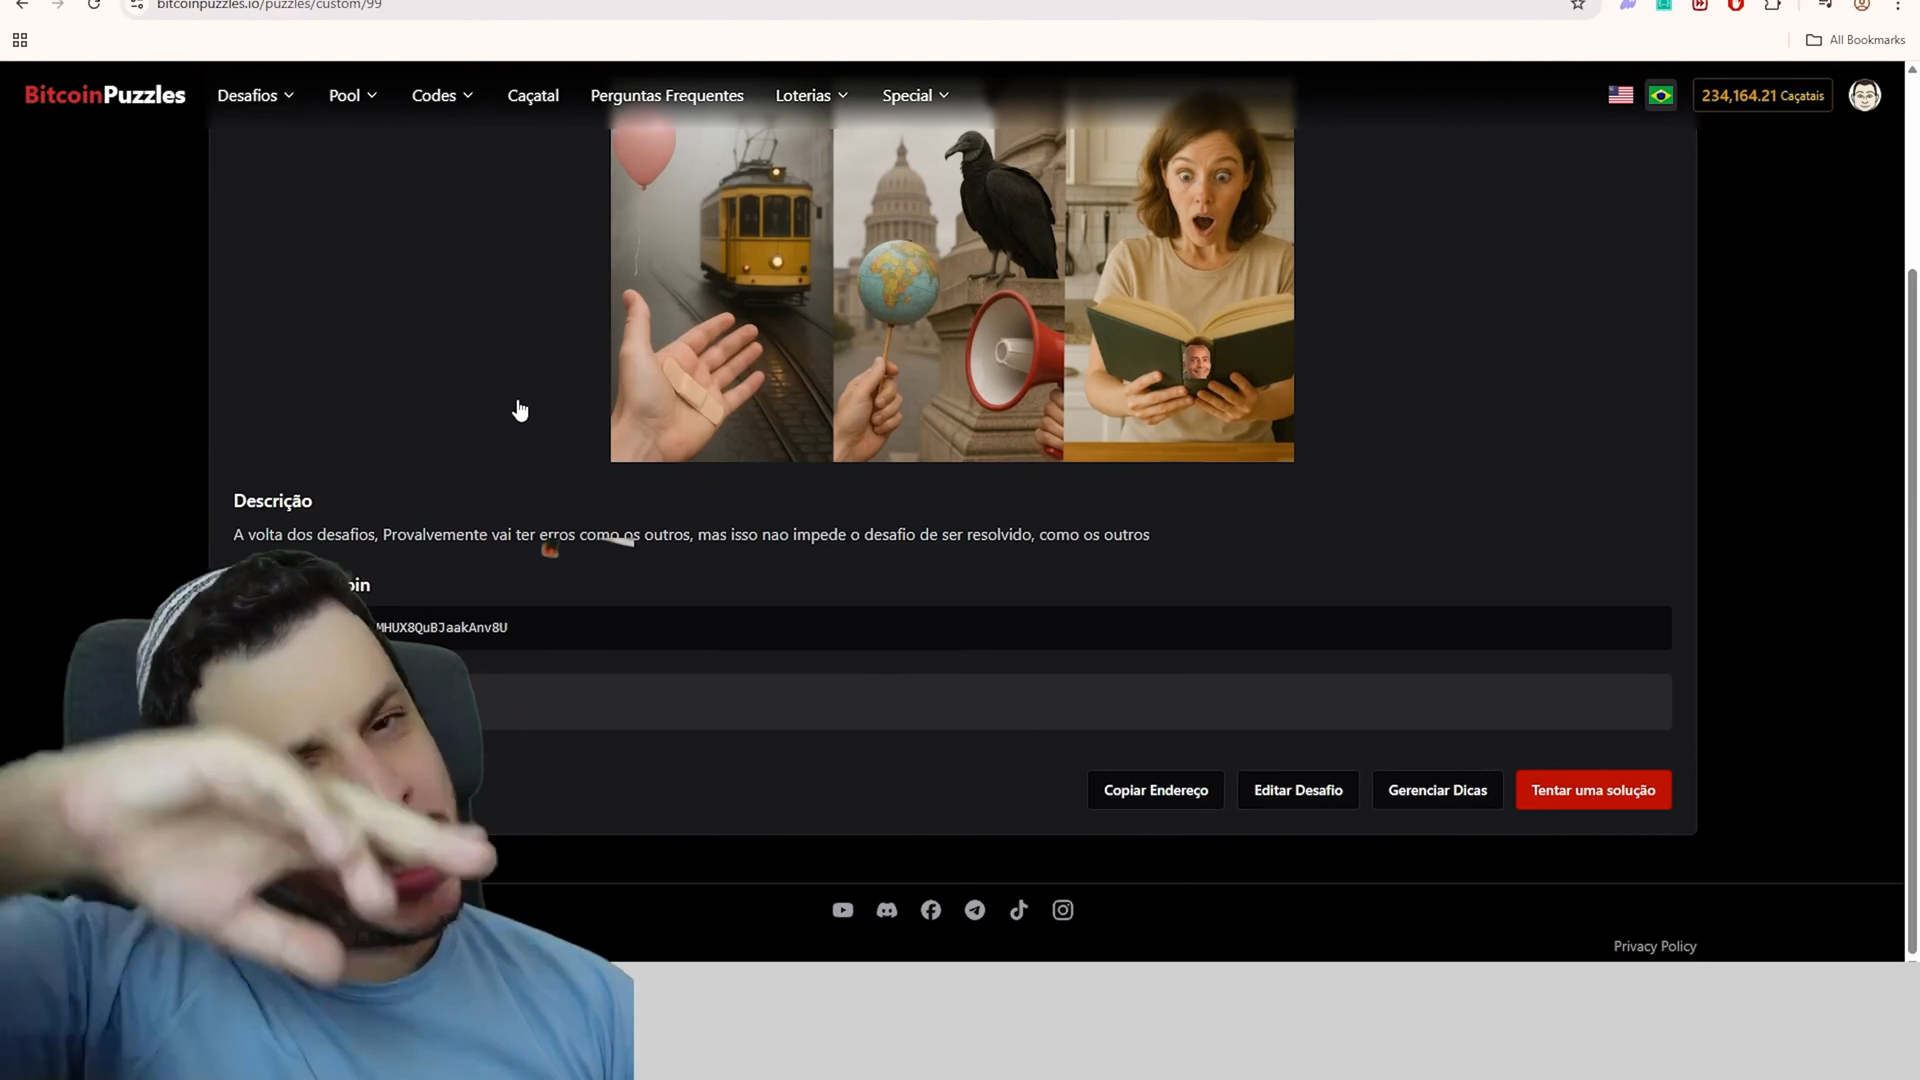 bitcoinpuzzles.io/puzzles/custom/99
All Bookmarks
BitcoinPuzzles
Desafios
Pool
Codes
Caçatal
Perguntas Frequentes
Loterias
Special
234,164.21 Caçatais
Descrição
A volta dos desafios, Provalvemente vai ter erros como os outros, mas isso nao impede o desafio de ser resolvido, como os outros
MHUX8QuBJaakAnv8U
Copiar Endereço
Editar Desafio
Gerenciar Dicas
Tentar uma solução
Privacy Policy